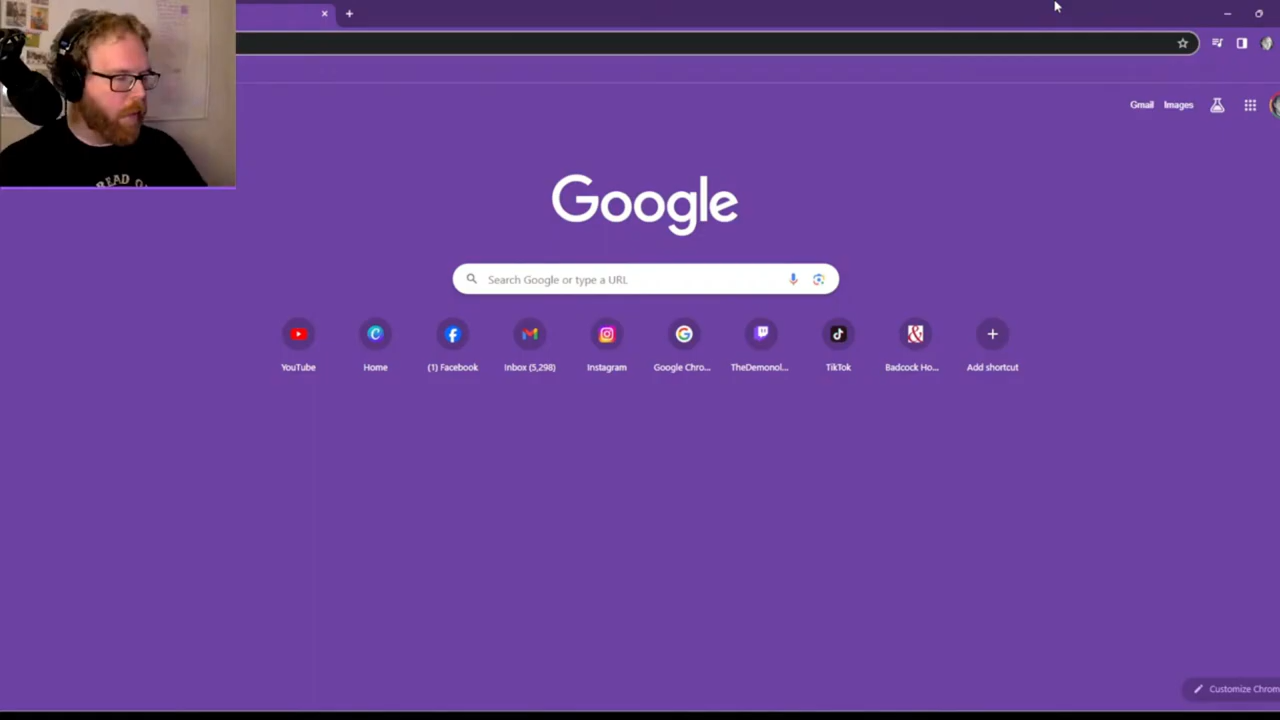 READ O
Gmail Images
Google
Search Google or type a URL
YouTube
Home
(1) Facebook
Inbox (5,298)
Instagram
Google Chro...
TheDemonol...
TikTok
Badcock Ho...
Add shortcut
Customize Chrom